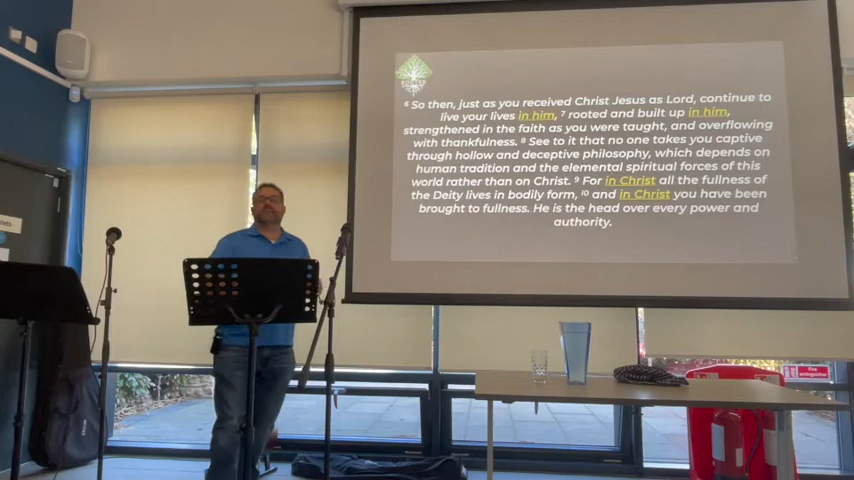 ⁶ So then, just as you received Christ Jesus as Lord, continue to
live your lives in him, ⁷ rooted and built up in him,
strengthened in the faith as you were taught, and overflowing
with thankfulness. ⁸ See to it that no one takes you captive
through hollow and deceptive philosophy, which depends on
human tradition and the elemental spiritual forces of this
world rather than on Christ. ⁹ For in Christ all the fullness of
the Deity lives in bodily form, ¹⁰ and in Christ you have been
brought to fullness. He is the head over every power and
authority.
Fire
extinguisher